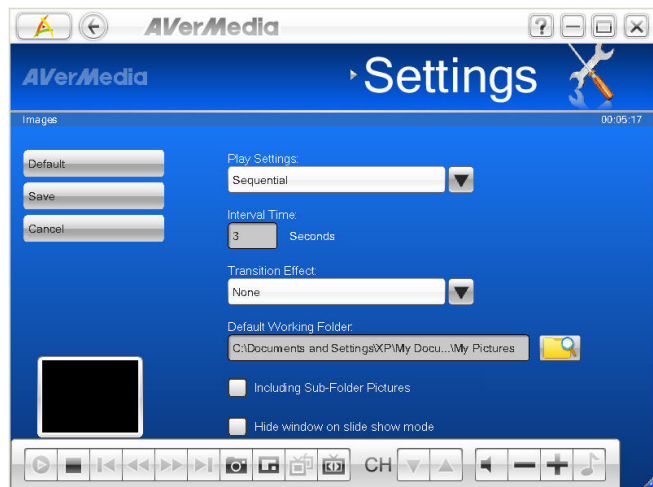 AVerMedia
?
AVerMedia
Settings
Images
00:05:17
Default
Save
Cancel
Play Settings:
Sequential
Interval Time:
3 Seconds
Transition Effect:
None
Default Working Folder:
C:\Documents and Settings\XP\My Docu...\My Pictures
Including Sub-Folder Pictures
Hide window on slide show mode
CH